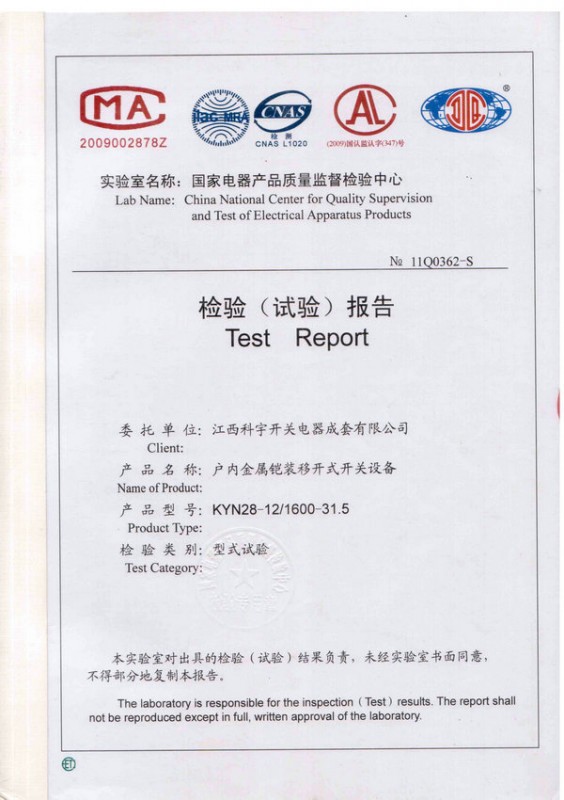 MA
2009002878Z
ilac-MRA
CNAS
检 测
CNAS L1020
AL
(2009)国认监认字(347)号
®
实验室名称：国家电器产品质量监督检验中心
Lab Name: China National Center for Quality Supervision
and Test of Electrical Apparatus Products
№ 11Q0362-S
检验（试验）报告
Test Report
委 托 单 位：江西科宇开关电器成套有限公司
Client:
产 品 名 称：户内金属铠装移开式开关设备
Name of Product:
产 品 型 号：KYN28-12/1600-31.5
Product Type:
检 验 类 别：型式试验
Test Category:
本实验室对出具的检验（试验）结果负责，未经实验室书面同意，
不得部分地复制本报告。
The laboratory is responsible for the inspection（Test）results. The report shall
not be reproduced except in full, written approval of the laboratory.